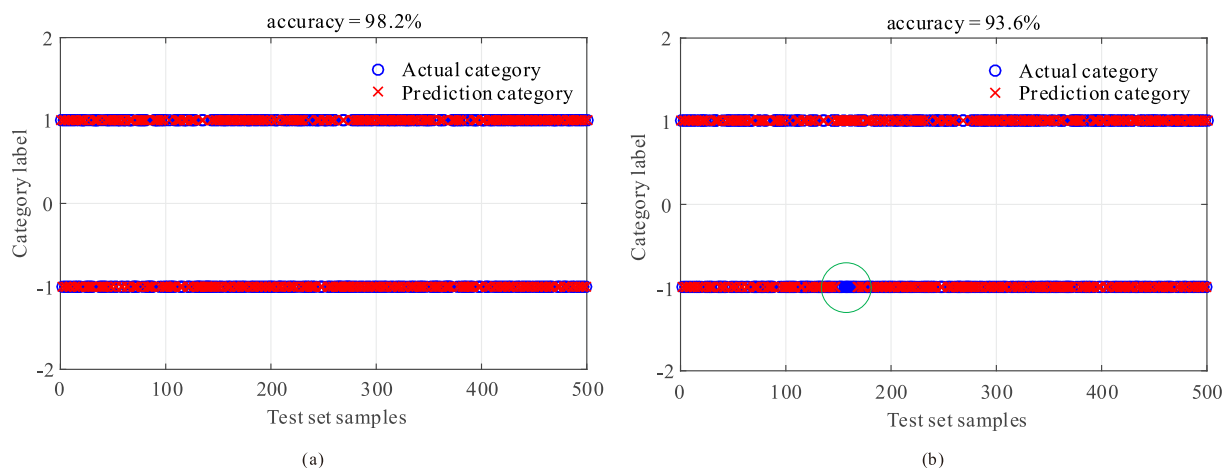 accuracy = 98.2%
2
1
0
-1
-2
Category label
Actual category
Prediction category
0 100 200 300 400 500
Test set samples
(a)
accuracy = 93.6%
2
1
0
-1
-2
Category label
Actual category
Prediction category
0 100 200 300 400 500
Test set samples
(b)